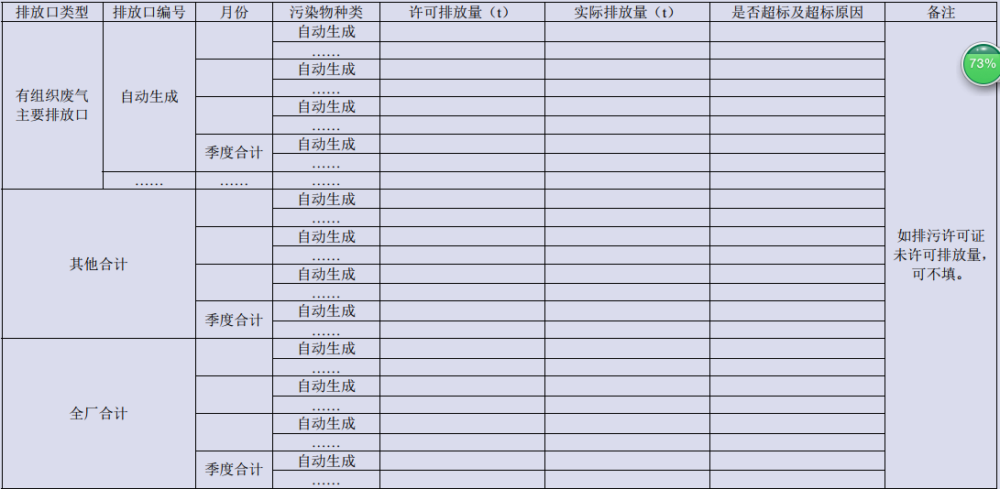 排放口类型 排放口编号 月份 污染物种类 许可排放量（t） 实际排放量（t） 是否超标及超标原因 备注
自动生成
……
自动生成
……
有组织废气
主要排放口
自动生成
自动生成
……
季度合计
自动生成
……
…… …… ……
自动生成
……
自动生成
……
其他合计
自动生成
……
季度合计
自动生成
……
自动生成
……
自动生成
……
全厂合计
自动生成
……
季度合计
自动生成
……
如排污许可证
未许可排放量，
可不填。
73%